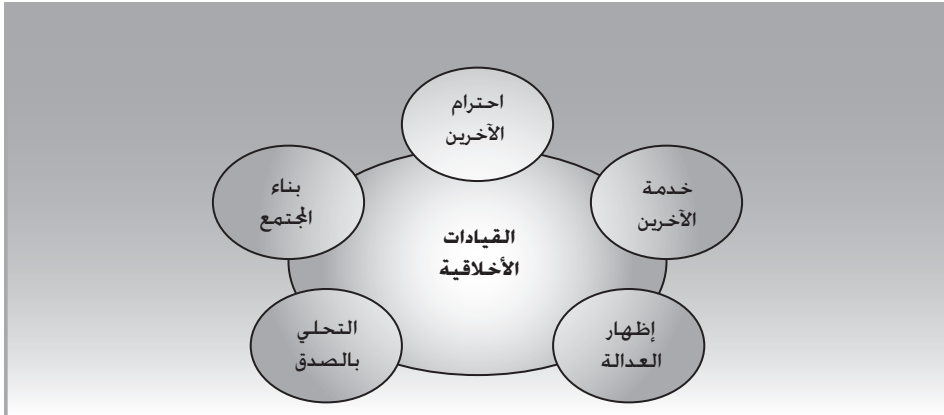 احترام
الآخرين
خدمة
الآخرين
إظهار
العدالة
التحلي
بالصدق
بناء
المجتمع
القيادات
الأخلاقية